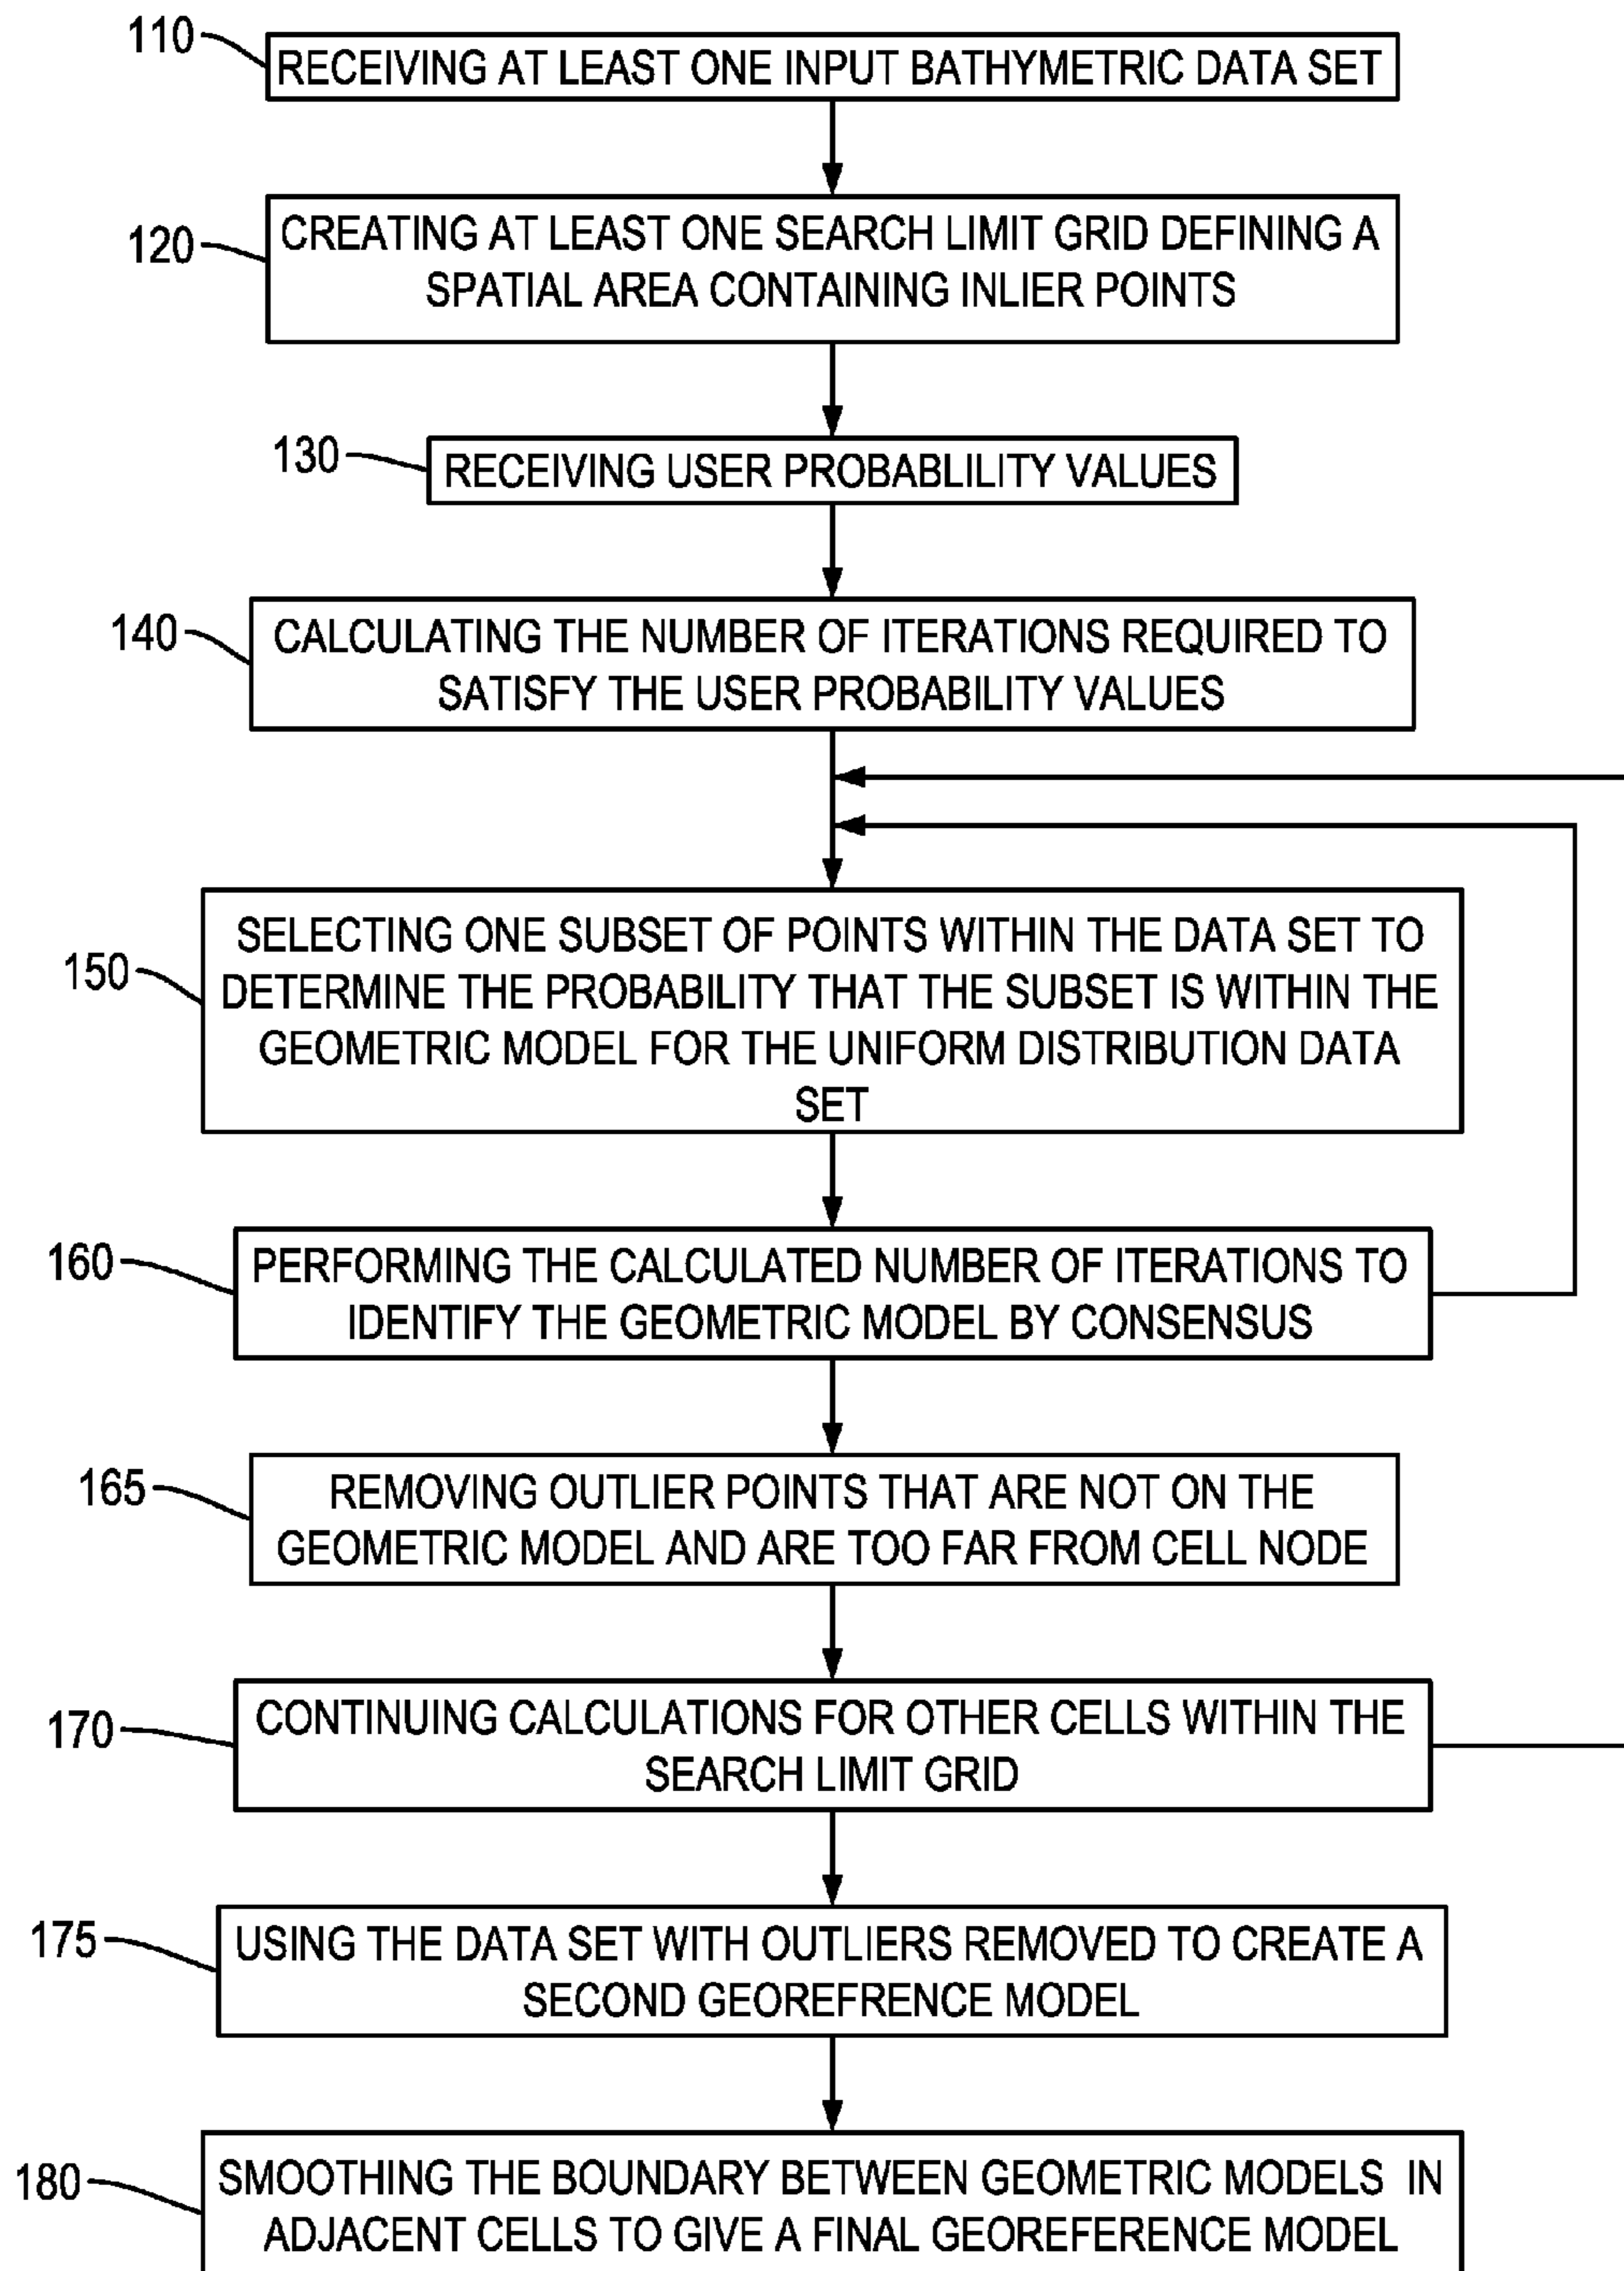 110
RECEIVING AT LEAST ONE INPUT BATHYMETRIC DATA SET
120
CREATING AT LEAST ONE SEARCH LIMIT GRID DEFINING A
SPATIAL AREA CONTAINING INLIER POINTS
130
RECEIVING USER PROBABLILITY VALUES
140
CALCULATING THE NUMBER OF ITERATIONS REQUIRED TO
SATISFY THE USER PROBABILITY VALUES
150
SELECTING ONE SUBSET OF POINTS WITHIN THE DATA SET TO
DETERMINE THE PROBABILITY THAT THE SUBSET IS WITHIN THE
GEOMETRIC MODEL FOR THE UNIFORM DISTRIBUTION DATA
SET
160
PERFORMING THE CALCULATED NUMBER OF ITERATIONS TO
IDENTIFY THE GEOMETRIC MODEL BY CONSENSUS
165
REMOVING OUTLIER POINTS THAT ARE NOT ON THE
GEOMETRIC MODEL AND ARE TOO FAR FROM CELL NODE
170
CONTINUING CALCULATIONS FOR OTHER CELLS WITHIN THE
SEARCH LIMIT GRID
175
USING THE DATA SET WITH OUTLIERS REMOVED TO CREATE A
SECOND GEOREFRENCE MODEL
180
SMOOTHING THE BOUNDARY BETWEEN GEOMETRIC MODELS IN
ADJACENT CELLS TO GIVE A FINAL GEOREFERENCE MODEL